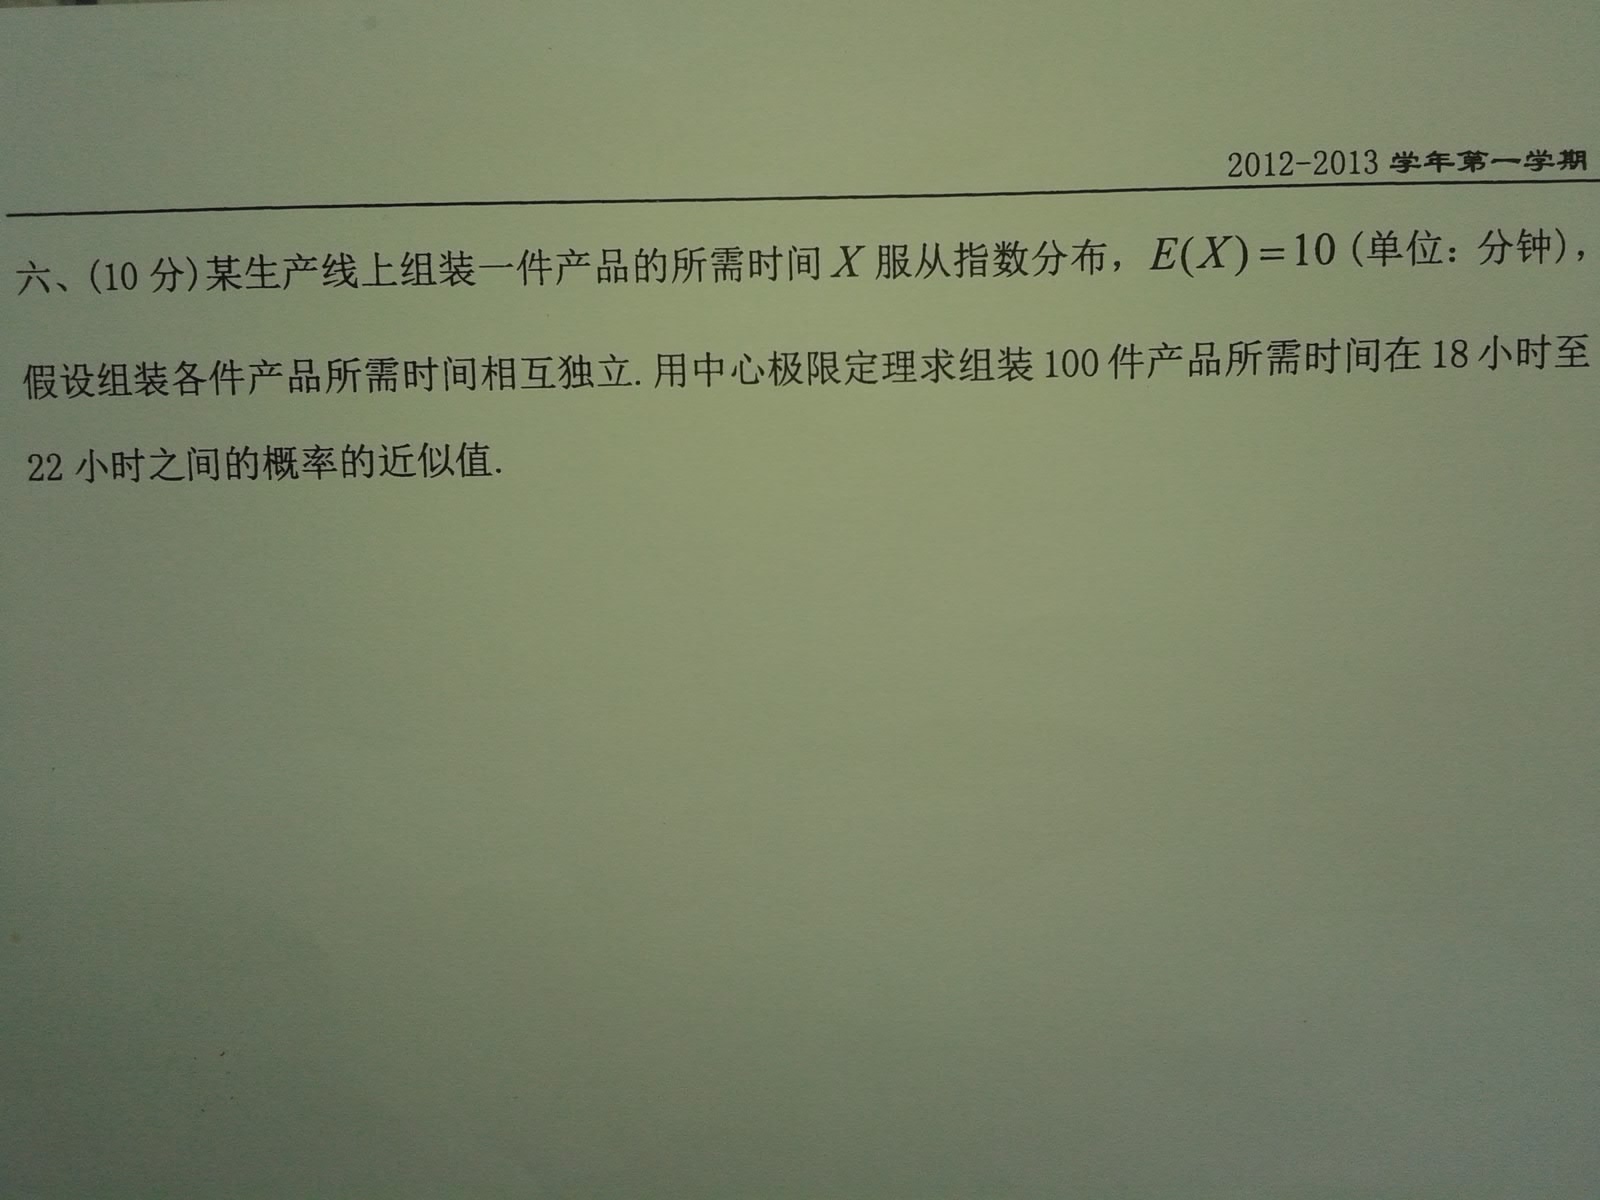 2012-2013 学年第一学期
六、(10 分)某生产线上组装一件产品的所需时间 X 服从指数分布，E(X)=10 (单位：分钟)，
假设组装各件产品所需时间相互独立.用中心极限定理求组装 100 件产品所需时间在 18 小时至
22 小时之间的概率的近似值.